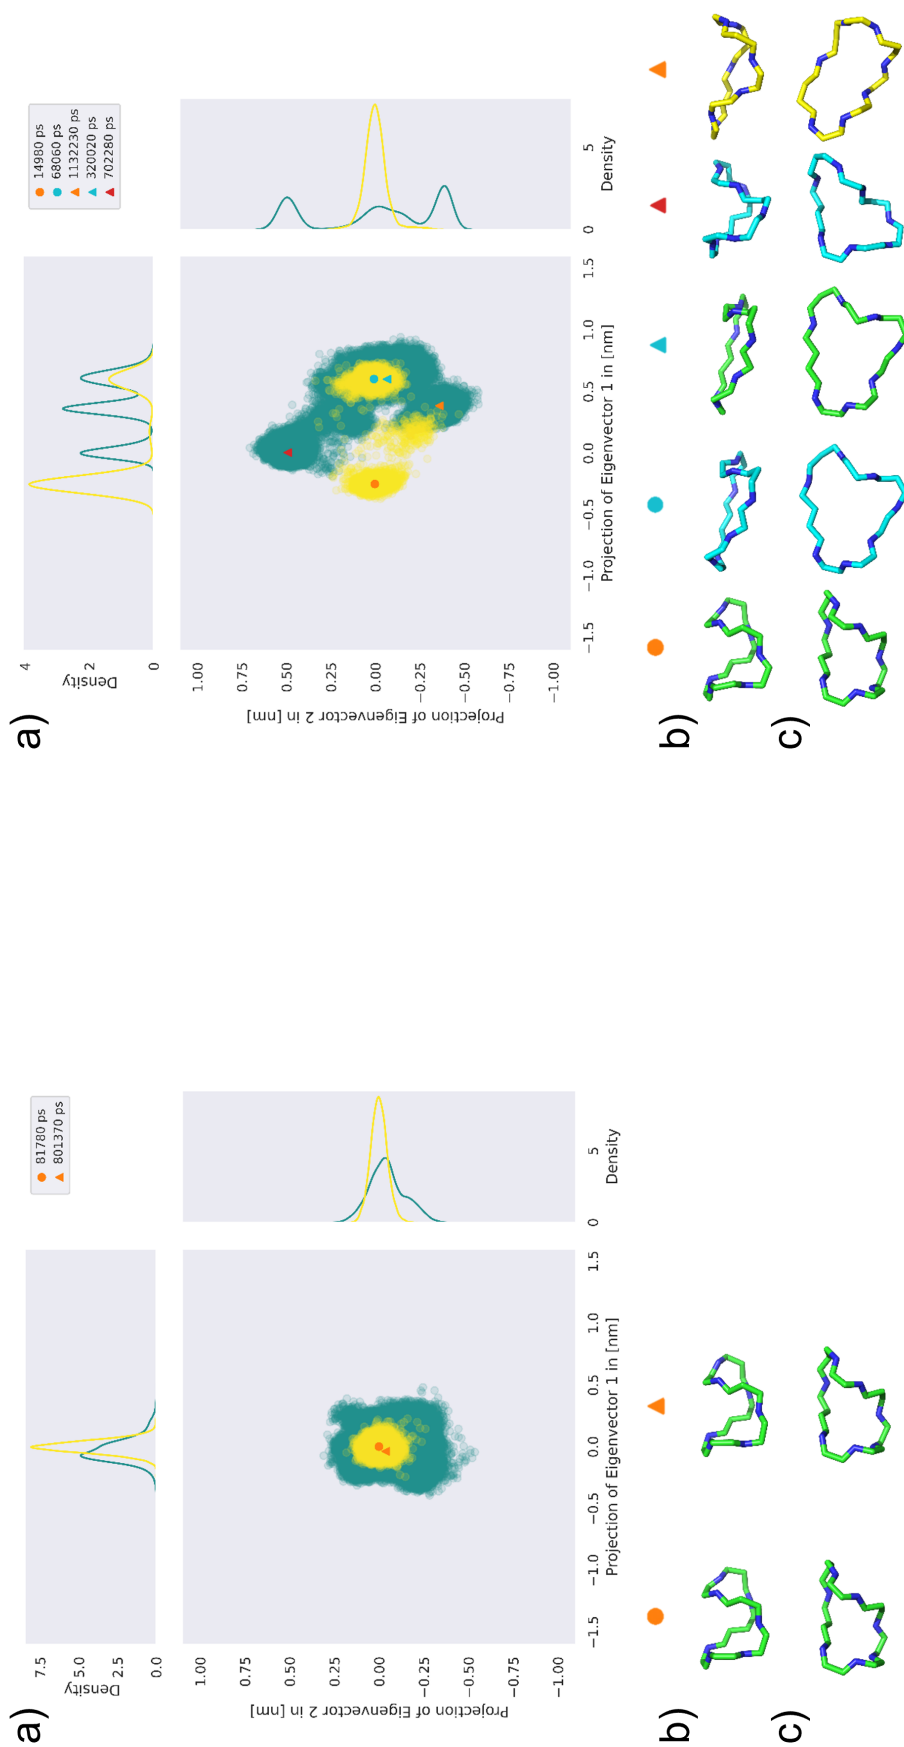 a)
7.5
5.0
2.5
0.0
Density
81780 ps
801370 ps
1.00
0.75
0.50
0.25
0.00
−0.25
−0.50
−0.75
−1.00
Projection of Eigenvector 2 in [nm]
−1.5 −1.0 −0.5 0.0 0.5 1.0 1.5
Projection of Eigenvector 1 in [nm]
0 5
Density
b)
c)
a)
4
2
0
Density
14980 ps
68060 ps
1132230 ps
320020 ps
702280 ps
1.00
0.75
0.50
0.25
0.00
−0.25
−0.50
−0.75
−1.00
Projection of Eigenvector 2 in [nm]
−1.5 −1.0 −0.5 0.0 0.5 1.0 1.5
Projection of Eigenvector 1 in [nm]
0 5
Density
b)
c)